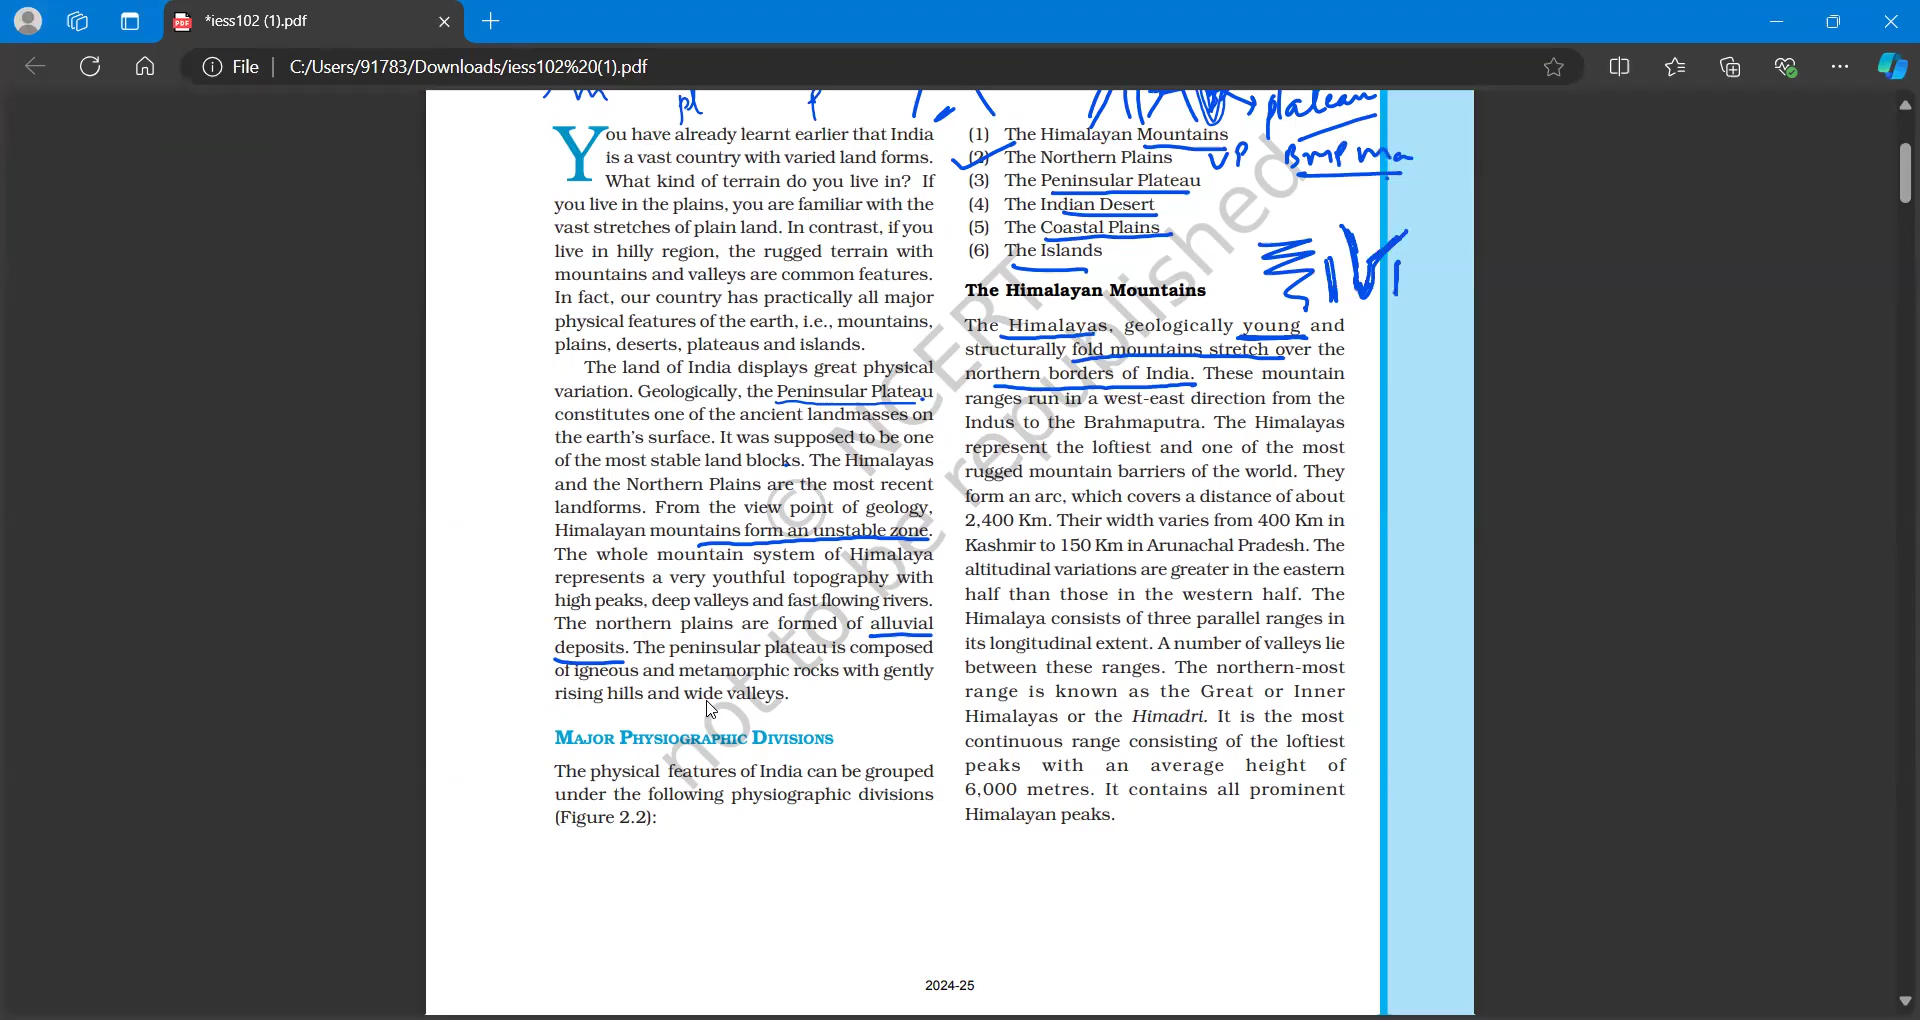 *iess102 (1).pdf
File
C:/Users/91783/Downloads/iess102%20(1).pdf
pl
p
plateau
You have already learnt earlier that India
is a vast country with varied land forms.
What kind of terrain do you live in? If
you live in the plains, you are familiar with the
vast stretches of plain land. In contrast, if you
live in hilly region, the rugged terrain with
mountains and valleys are common features.
In fact, our country has practically all major
physical features of the earth, i.e., mountains,
plains, deserts, plateaus and islands.
The land of India displays great physical
variation. Geologically, the Peninsular Plateau
constitutes one of the ancient landmasses on
the earth's surface. It was supposed to be one
of the most stable land blocks. The Himalayas
and the Northern Plains are the most recent
landforms. From the view point of geology,
Himalayan mountains form an unstable zone.
The whole mountain system of Himalaya
represents a very youthful topography with
high peaks, deep valleys and fast flowing rivers.
The northern plains are formed of alluvial
deposits. The peninsular plateau is composed
of igneous and metamorphic rocks with gently
rising hills and wide valleys.
MAJOR PHYSIOGRAPHIC DIVISIONS
The physical features of India can be grouped
under the following physiographic divisions
(Figure 2.2):
(1) The Himalayan Mountains
(2) The Northern Plains
(3) The Peninsular Plateau
(4) The Indian Desert
(5) The Coastal Plains
(6) The Islands
VP
The Himalayan Mountains
The Himalayas, geologically young and
structurally fold mountains stretch over the
northern borders of India. These mountain
ranges run in a west-east direction from the
Indus to the Brahmaputra. The Himalayas
represent the loftiest and one of the most
rugged mountain barriers of the world. They
form an arc, which covers a distance of about
2,400 Km. Their width varies from 400 Km in
Kashmir to 150 Km in Arunachal Pradesh. The
altitudinal variations are greater in the eastern
half than those in the western half. The
Himalaya consists of three parallel ranges in
its longitudinal extent. A number of valleys lie
between these ranges. The northern-most
range is known as the Great or Inner
Himalayas or the Himadri. It is the most
continuous range consisting of the loftiest
peaks with an average height of
6,000 metres. It contains all prominent
Himalayan peaks.
© NCERT
not to be republished
2024-25